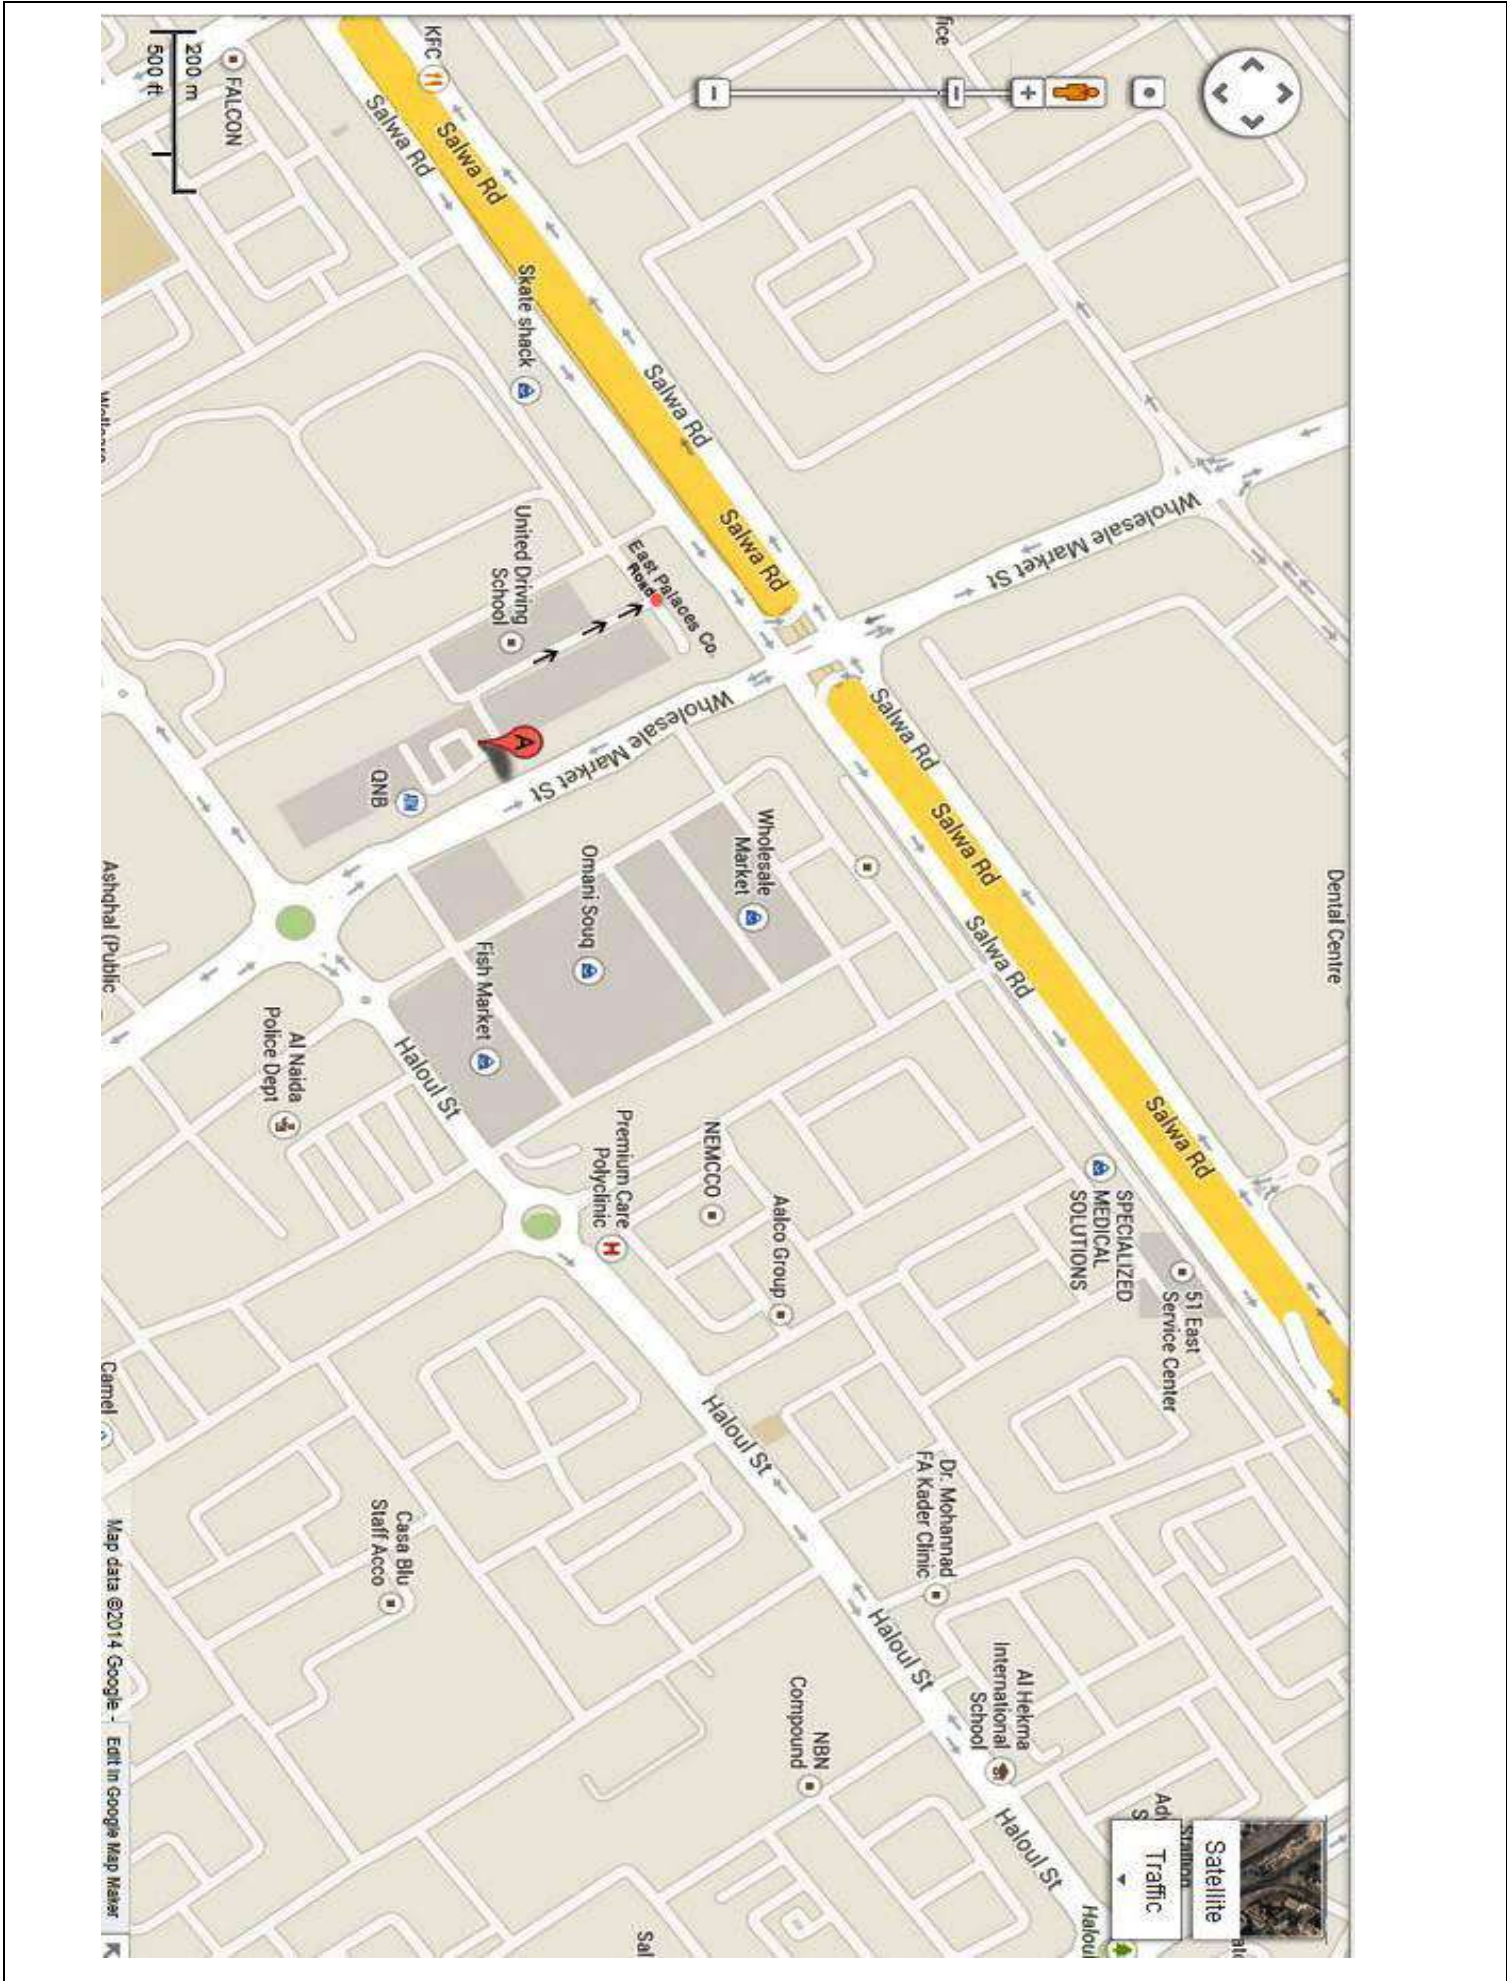 fice
Dental Centre
KFC
Salwa Rd
Salwa Rd
Salwa Rd
Salwa Rd
Salwa Rd
Salwa Rd
Salwa Rd
Salwa Rd
Wholesale Market St
Wholesale Market St
FALCON
200 m
500 ft
Skate shack
East Palaces Co.
Road
United Driving
School
A
QNB
ATM
Wholesale
Market
Omani Souq
Fish Market
Ashghal (Public
Al Naida
Police Dept
Haloul St
Haloul St
Haloul St
Haloul St
Premium Care
Polyclinic
H
NEMCCO
Aalco Group
SPECIALIZED
MEDICAL
SOLUTIONS
51 East
Service Center
Dr. Mohannad
FA Kader Clinic
Al Hekma
International
School
NBN
Compound
Casa Blu
Staff Acco
Camel
Satellite
Traffic
Haloul
Sal
Map data ©2014 Google - Edit in Google Map Maker